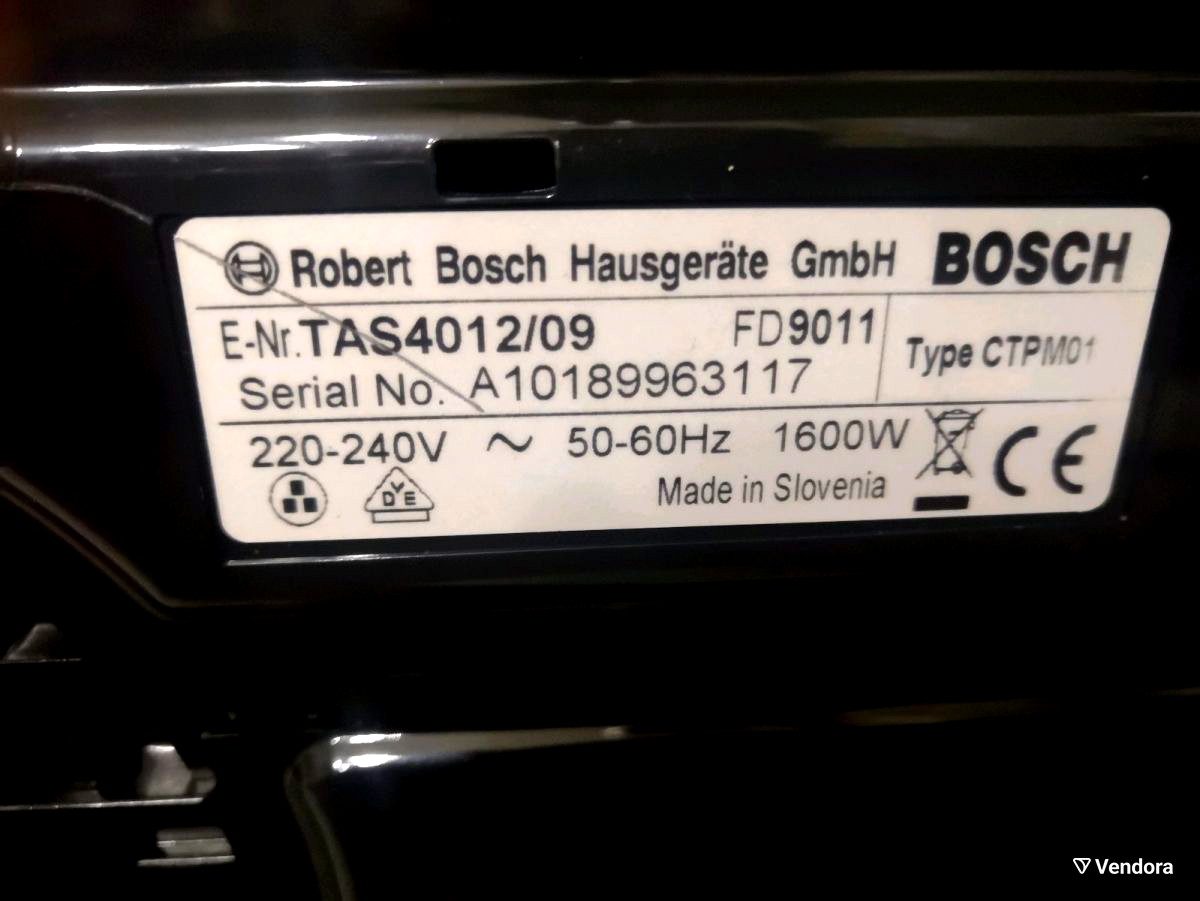 Robert Bosch Hausgeräte GmbH BOSCH
E-Nr.TAS4012/09 FD9011
Type CTPM01
Serial No. A10189963117
220-240V ~ 50-60Hz 1600W
Made in Slovenia
DVE
CE
Vendora